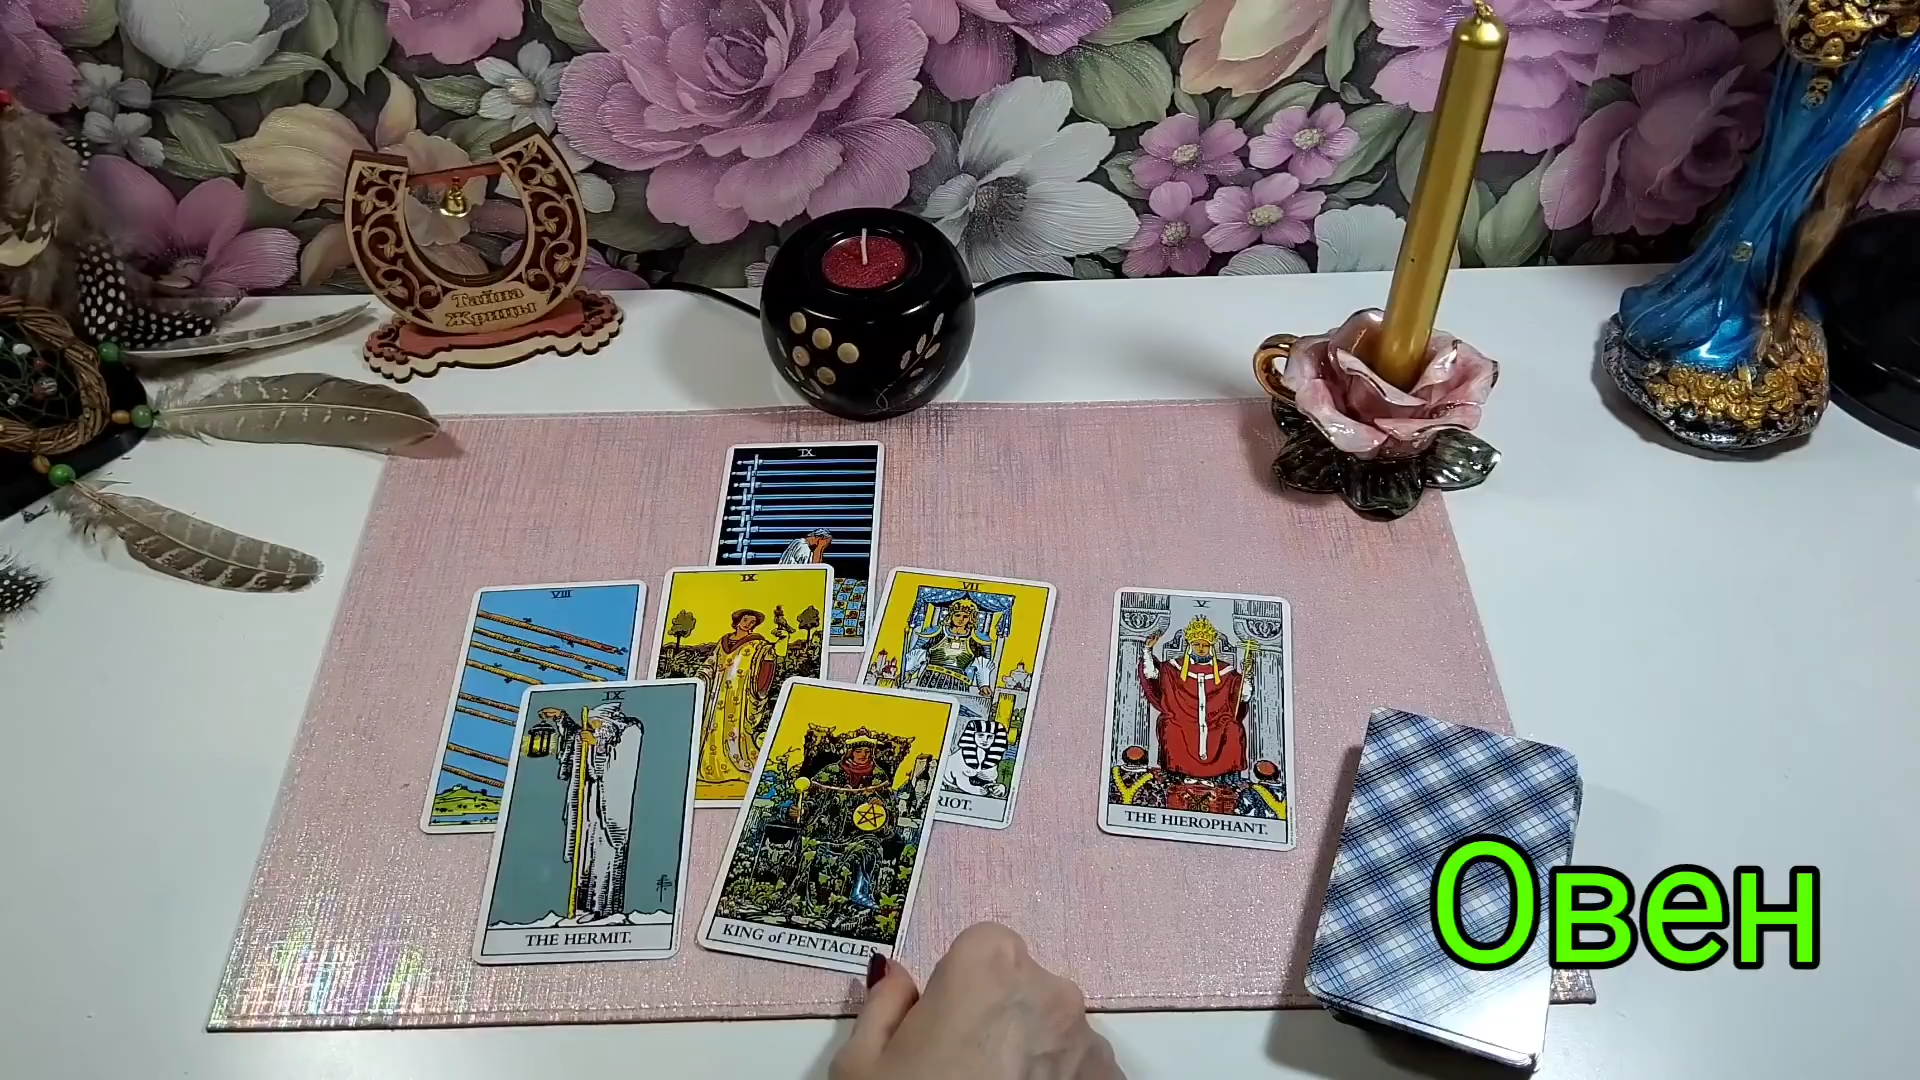 Тайна
Жрицы
IX
VIII
IX
VII
V
IX
RIOT.
THE HIEROPHANT.
THE HERMIT.
KING of PENTACLES
Овен